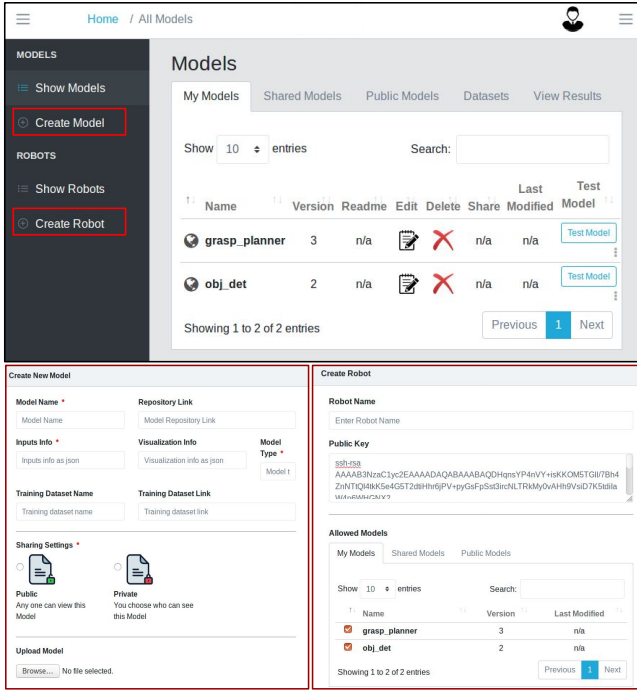 Home / All Models
MODELS
Show Models
Create Model
ROBOTS
Show Robots
Create Robot
Models
My Models Shared Models Public Models Datasets View Results
Show 10 entries Search:
Name Version Readme Edit Delete Share Last Modified Test Model
grasp_planner 3 n/a n/a n/a Test Model
obj_det 2 n/a n/a n/a Test Model
Showing 1 to 2 of 2 entries Previous 1 Next
Create New Model
Model Name * Repository Link
Model Name Model Repository Link
Inputs Info * Visualization Info Model Type *
Inputs info as json Visualization info as json Model t
Training Dataset Name Training Dataset Link
Training dataset name Training dataset link
Sharing Settings *
Public Private
Any one can view this Model You choose who can see this Model
Upload Model
Browse... No file selected.
Create Robot
Robot Name
Enter Robot Name
Public Key
ssh-rsa
Allowed Models
My Models Shared Models Public Models
Show 10 entries Search:
Name Version Last Modified
grasp_planner 3 n/a
obj_det 2 n/a
Showing 1 to 2 of 2 entries Previous 1 Next